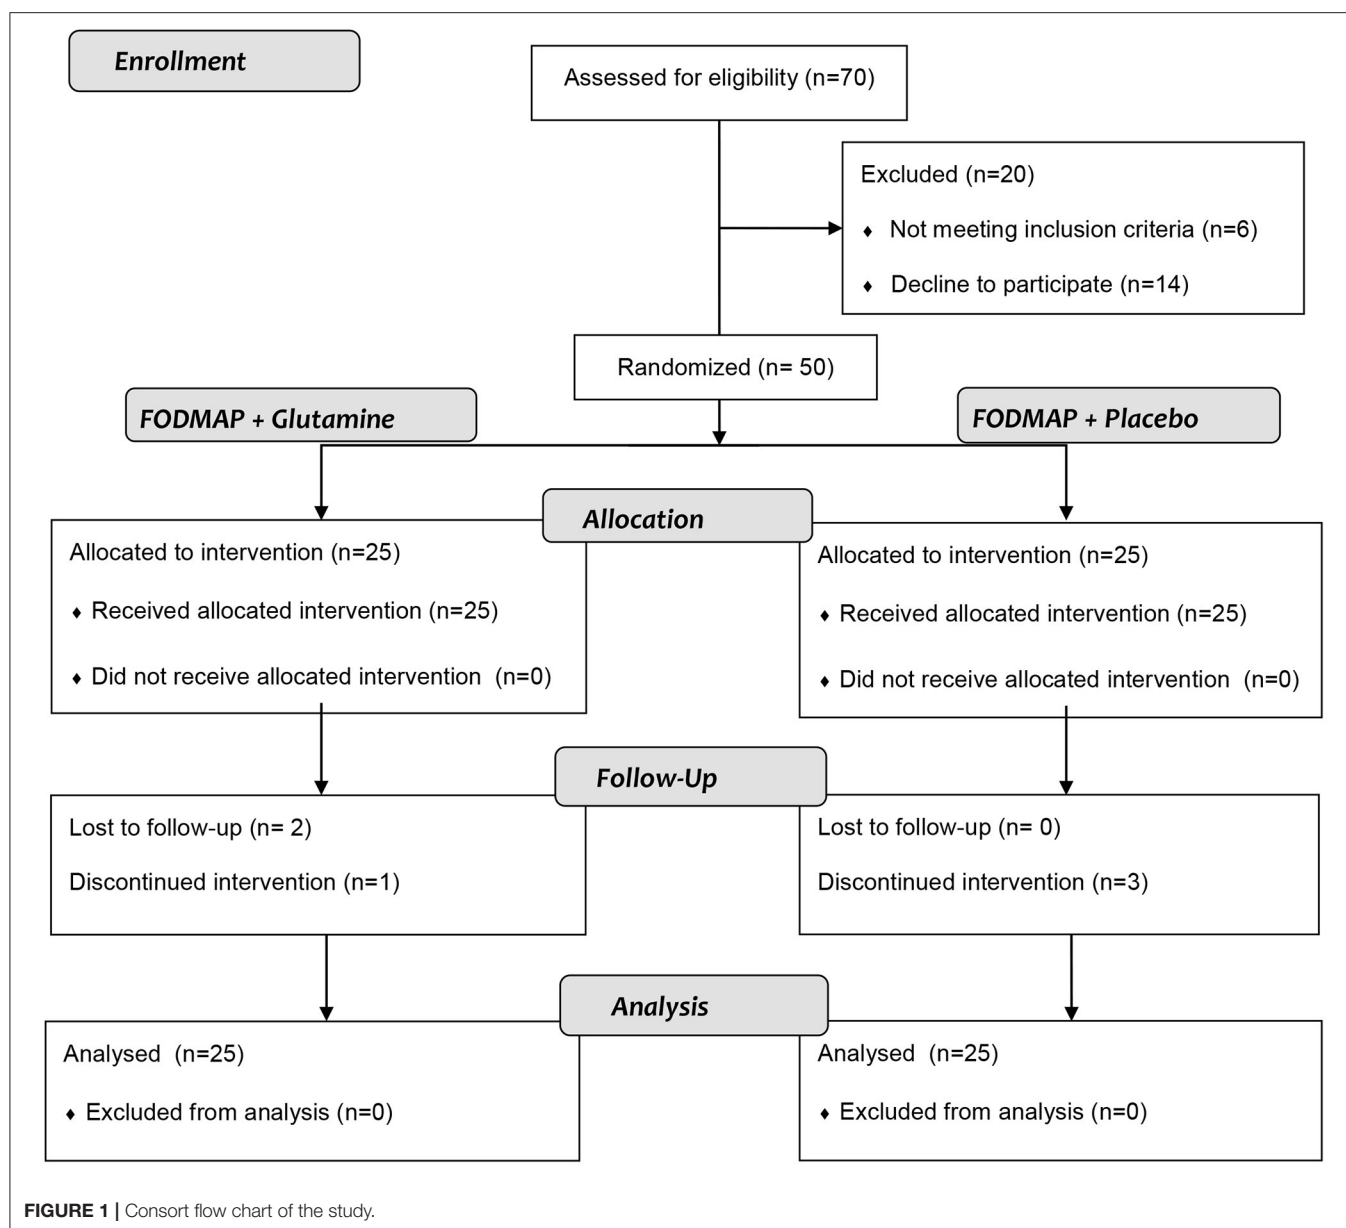 Enrollment
Assessed for eligibility (n=70)
Excluded (n=20)
♦ Not meeting inclusion criteria (n=6)
♦ Decline to participate (n=14)
Randomized (n= 50)
FODMAP + Glutamine
FODMAP + Placebo
Allocation
Allocated to intervention (n=25)
♦ Received allocated intervention (n=25)
♦ Did not receive allocated intervention (n=0)
Allocated to intervention (n=25)
♦ Received allocated intervention (n=25)
♦ Did not receive allocated intervention (n=0)
Follow-Up
Lost to follow-up (n= 2)
Discontinued intervention (n=1)
Lost to follow-up (n= 0)
Discontinued intervention (n=3)
Analysis
Analysed (n=25)
♦ Excluded from analysis (n=0)
Analysed (n=25)
♦ Excluded from analysis (n=0)
FIGURE 1 | Consort flow chart of the study.